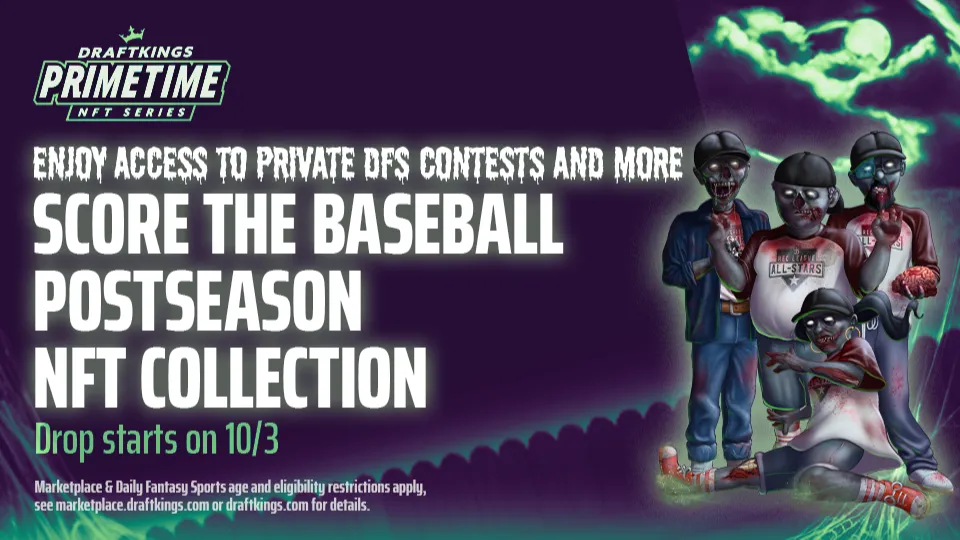 DRAFTKINGS
PRIMETIME
NFT SERIES
ENJOY ACCESS TO PRIVATE DFS CONTESTS AND MORE
SCORE THE BASEBALL
POSTSEASON
NFT COLLECTION
Drop starts on 10/3
Marketplace & Daily Fantasy Sports age and eligibility restrictions apply,
see marketplace.draftkings.com or draftkings.com for details.
ALL-STARS